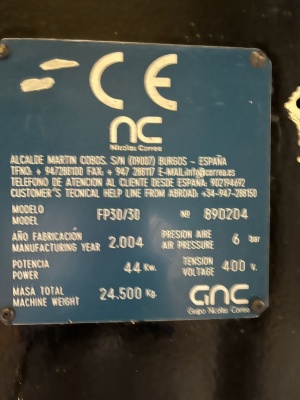 CE
nc
Nicolas Correa
ALCALDE MARTIN COBOS, S/N (09007) BURGOS - ESPAÑA
TFNO: + 947288100 FAX: + 947 288117 E-MAIL:info@correa.es
TELEFONO DE ATENCION AL CLIENTE DESDE ESPAÑA: 902194692
CUSTOMER'S TECNICAL HELP LINE FROM ABROAD: +34-947-288150
MODELO FP30/30 Nº 890204
MODEL
AÑO FABRICACIÓN 2.004 PRESION AIRE 6 bar
MANUFACTURING YEAR AIR PRESSURE
POTENCIA 44 Kw. TENSION 400 V.
POWER VOLTAGE
MASA TOTAL 24.500 Kg. GNC
MACHINE WEIGHT Grupo Nicolas Correa